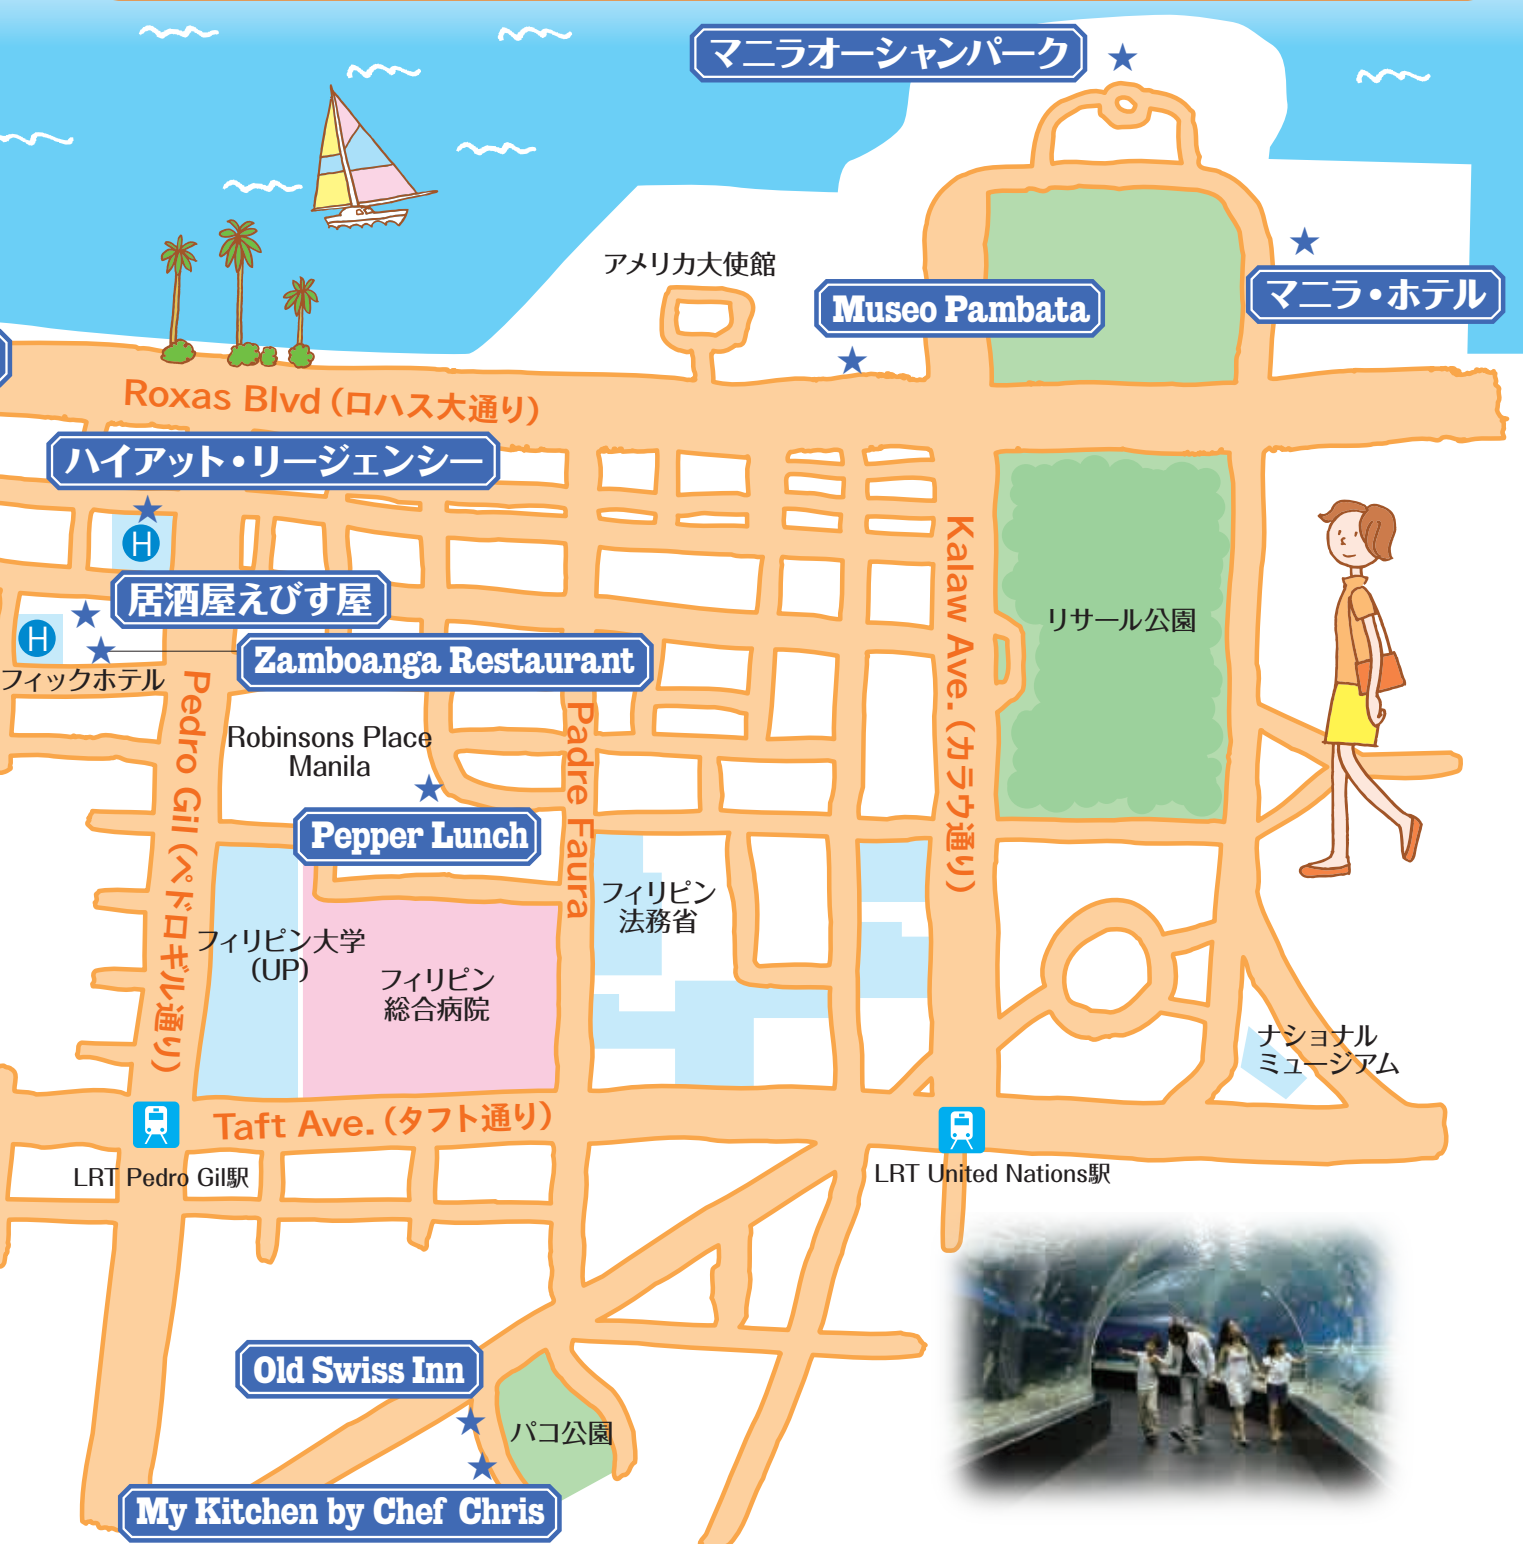 マニラオーシャンパーク
アメリカ大使館
マニラ・ホテル
Museo Pambata
Roxas Blvd (ロハス大通り)
ハイアット・リージェンシー
H
居酒屋えびす屋
H
Zamboanga Restaurant
フィックホテル
リサール公園
Kalaw Ave. (カラウ通り)
Pedro Gil (ペドロギル通り)
Padre Faura
Robinsons Place
Manila
Pepper Lunch
フィリピン
法務省
フィリピン大学
(UP)
フィリピン
総合病院
ナショナル
ミュージアム
Taft Ave. (タフト通り)
LRT Pedro Gil駅
LRT United Nations駅
Old Swiss Inn
パコ公園
My Kitchen by Chef Chris